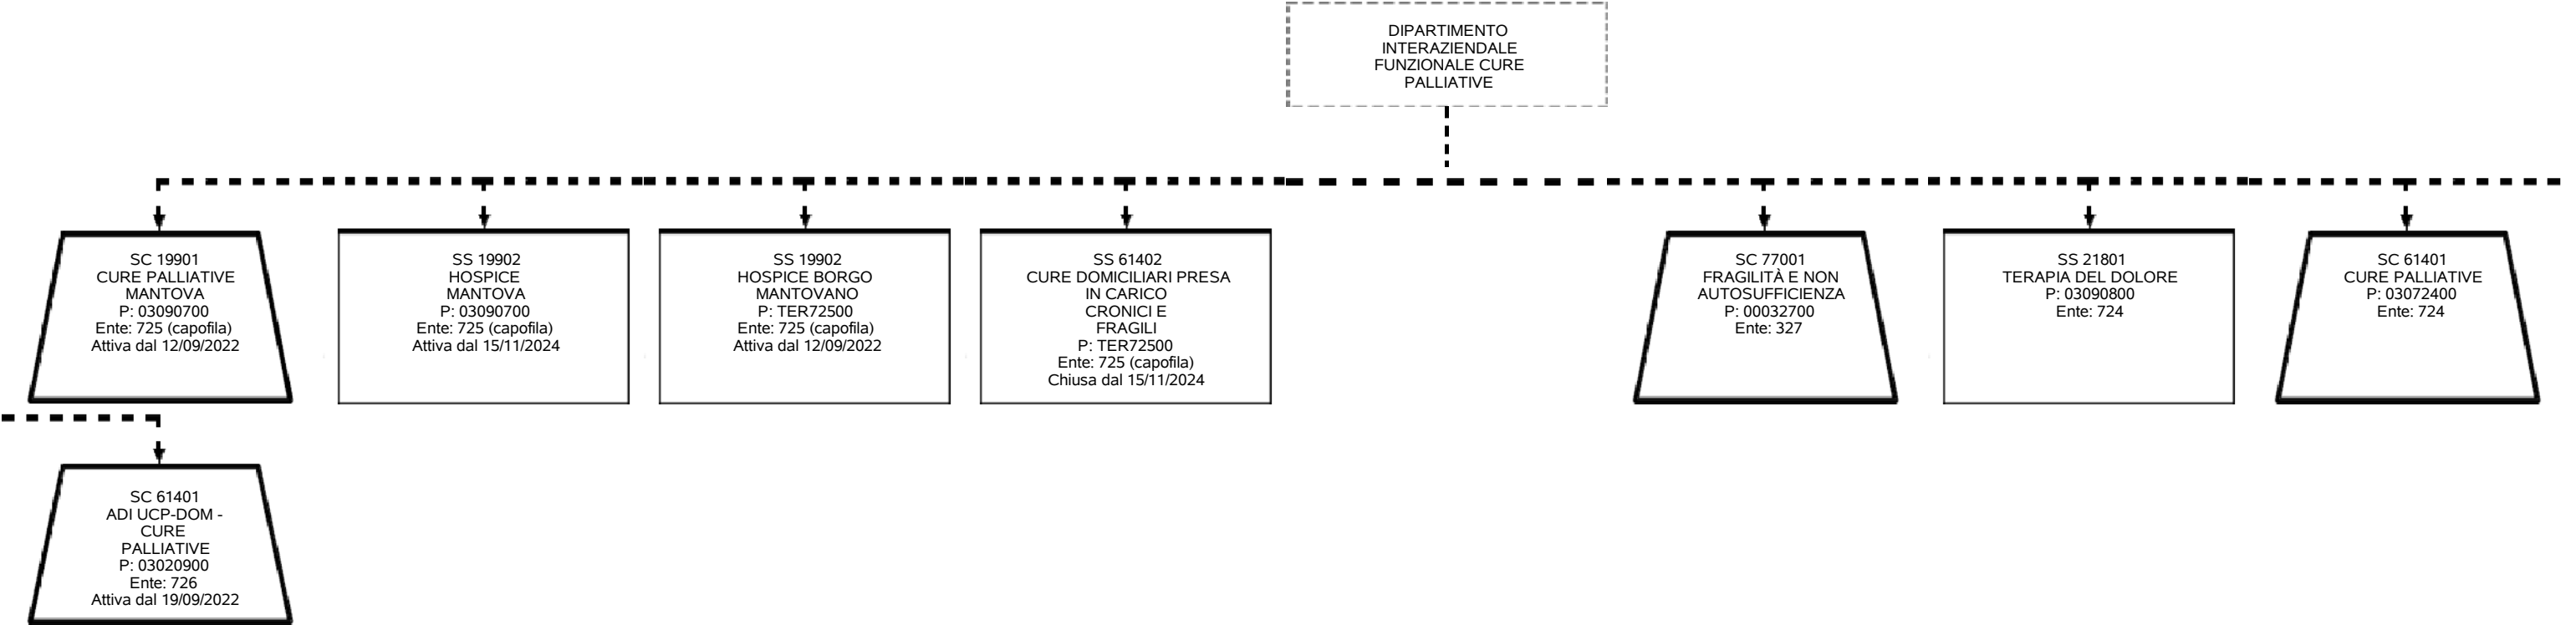 DIPARTIMENTO
INTERAZIENDALE
FUNZIONALE CURE
PALLIATIVE
SC 19901
CURE PALLIATIVE
MANTOVA
P: 03090700
Ente: 725 (capofila)
Attiva dal 12/09/2022
SS 19902
HOSPICE
MANTOVA
P: 03090700
Ente: 725 (capofila)
Attiva dal 15/11/2024
SS 19902
HOSPICE BORGO
MANTOVANO
P: TER72500
Ente: 725 (capofila)
Attiva dal 12/09/2022
SS 61402
CURE DOMICILIARI PRESA
IN CARICO
CRONICI E
FRAGILI
P: TER72500
Ente: 725 (capofila)
Chiusa dal 15/11/2024
SC 77001
FRAGILITÀ E NON
AUTOSUFFICIENZA
P: 00032700
Ente: 327
SS 21801
TERAPIA DEL DOLORE
P: 03090800
Ente: 724
SC 61401
CURE PALLIATIVE
P: 03072400
Ente: 724
SC 61401
ADI UCP-DOM -
CURE
PALLIATIVE
P: 03020900
Ente: 726
Attiva dal 19/09/2022